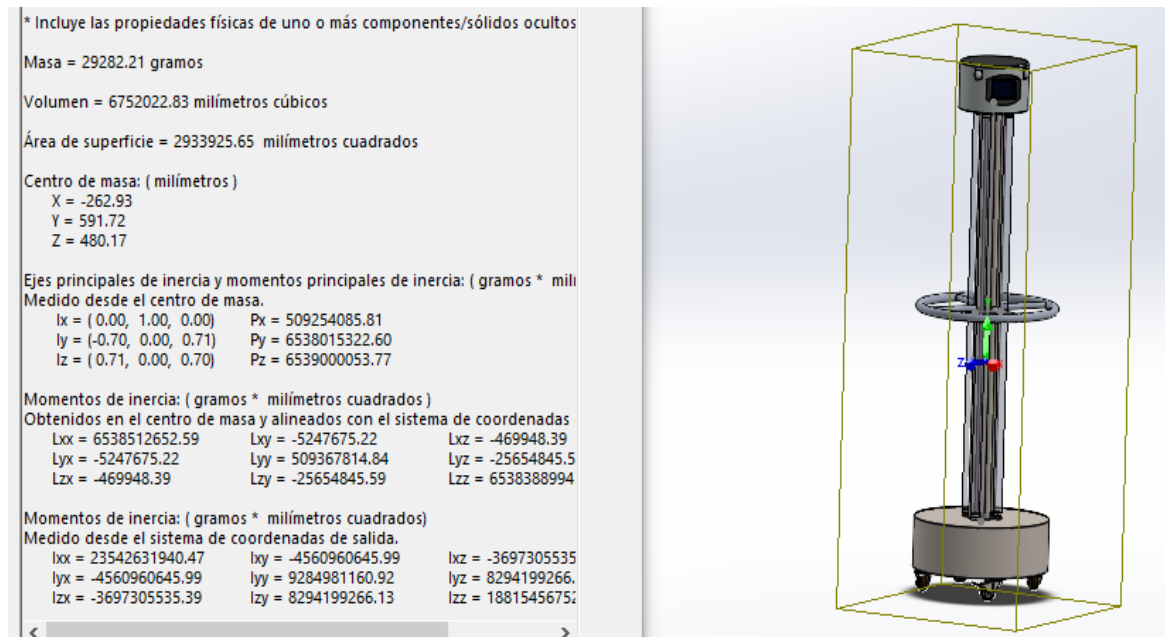 * Incluye las propiedades físicas de uno o más componentes/sólidos ocultos
Masa = 29282.21 gramos
Volumen = 6752022.83 milímetros cúbicos
Área de superficie = 2933925.65 milímetros cuadrados
Centro de masa: ( milímetros )
X = -262.93
Y = 591.72
Z = 480.17
Ejes principales de inercia y momentos principales de inercia: ( gramos * mili
Medido desde el centro de masa.
Ix = ( 0.00, 1.00, 0.00) Px = 509254085.81
Iy = (-0.70, 0.00, 0.71) Py = 6538015322.60
Iz = ( 0.71, 0.00, 0.70) Pz = 6539000053.77
Momentos de inercia: ( gramos * milímetros cuadrados )
Obtenidos en el centro de masa y alineados con el sistema de coordenadas
Lxx = 6538512652.59 Lxy = -5247675.22 Lxz = -469948.39
Lyx = -5247675.22 Lyy = 509367814.84 Lyz = -25654845.5
Lzx = -469948.39 Lzy = -25654845.59 Lzz = 6538388994
Momentos de inercia: ( gramos * milímetros cuadrados)
Medido desde el sistema de coordenadas de salida.
Ixx = 23542631940.47 Ixy = -4560960645.99 Ixz = -3697305535
Iyx = -4560960645.99 Iyy = 9284981160.92 Iyz = 8294199266.
Izx = -3697305535.39 Izy = 8294199266.13 Izz = 18815456752
Z